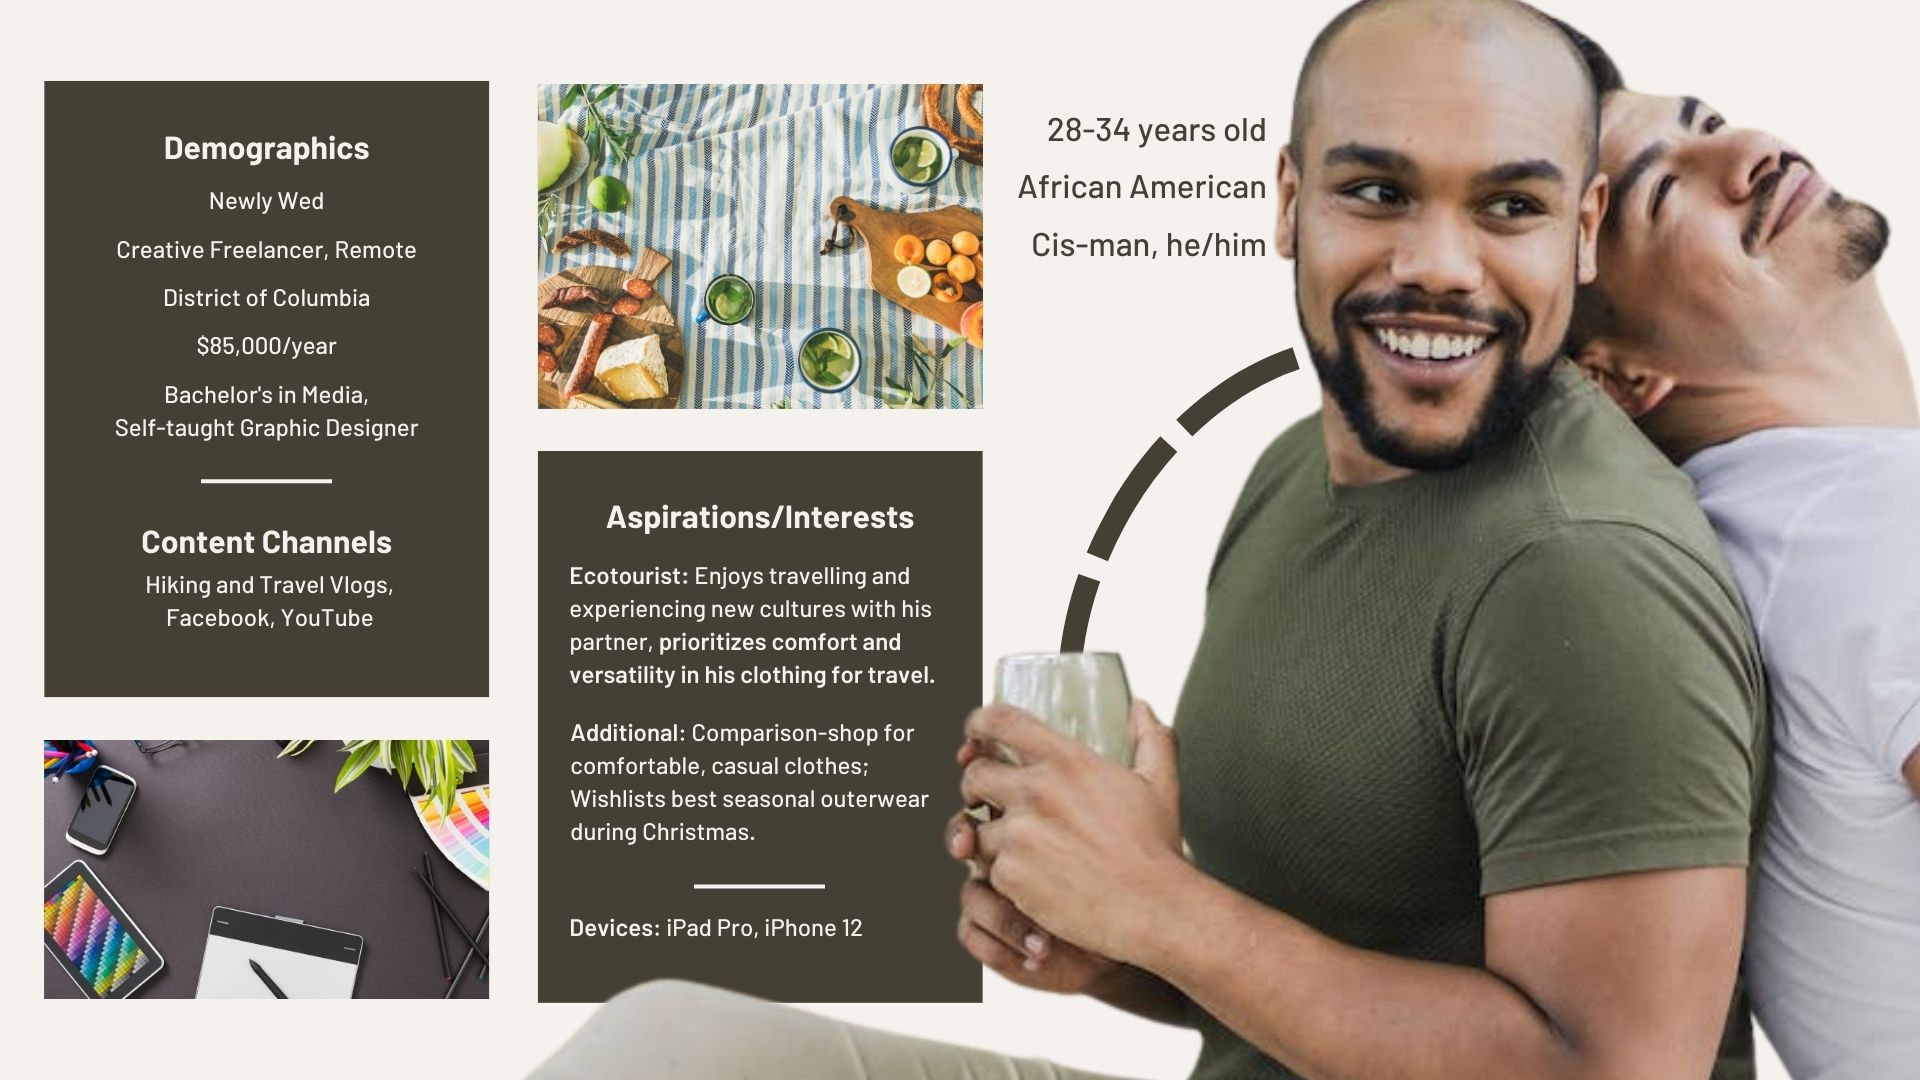 Demographics
Newly Wed
Creative Freelancer, Remote
District of Columbia
$85,000/year
Bachelor's in Media,
Self-taught Graphic Designer
Content Channels
Hiking and Travel Vlogs,
Facebook, YouTube
Aspirations/Interests
Ecotourist: Enjoys travelling and
experiencing new cultures with his
partner, prioritizes comfort and
versatility in his clothing for travel.
Additional: Comparison-shop for
comfortable, casual clothes;
Wishlists best seasonal outerwear
during Christmas.
Devices: iPad Pro, iPhone 12
28-34 years old
African American
Cis-man, he/him